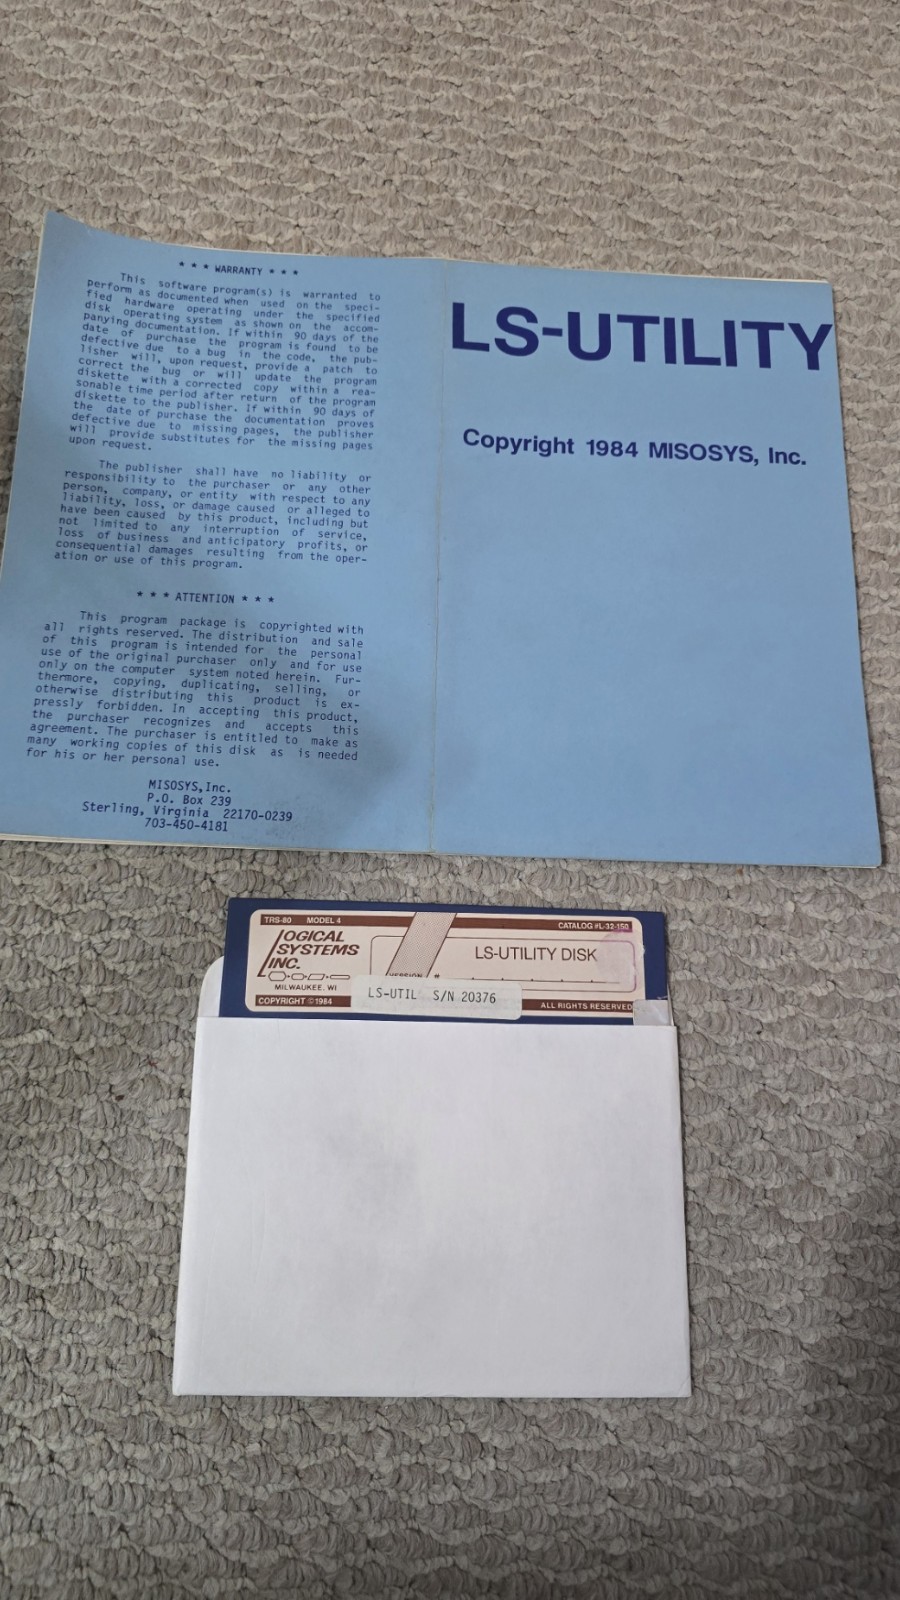 * * * WARRANTY * * *
This software program(s) is warranted to
perform as documented when used on the speci-
fied hardware operating under the specified
disk operating system as shown on the accom-
panying documentation. If within 90 days of the
date of purchase the program is found to be
defective due to a bug in the code, the pub-
lisher will, upon request, provide a patch to
correct the bug or will update the program
diskette with a corrected copy within a rea-
sonable time period after return of the program
diskette to the publisher. If within 90 days of
the date of purchase the documentation proves
defective due to missing pages, the publisher
will provide substitutes for the missing pages
upon request.
The publisher shall have no liability or
responsibility to the purchaser or any other
person, company, or entity with respect to any
liability, loss, or damage caused or alleged to
have been caused by this product, including but
not limited to any interruption of service,
loss of business and anticipatory profits, or
consequential damages resulting from the oper-
ation or use of this program.
* * * ATTENTION * * *
This program package is copyrighted with
all rights reserved. The distribution and sale
of this program is intended for the personal
use of the original purchaser only and for use
only on the computer system noted herein. Fur-
thermore, copying, duplicating, selling, or
otherwise distributing this product is ex-
pressly forbidden. In accepting this product,
the purchaser recognizes and accepts this
agreement. The purchaser is entitled to make as
many working copies of this disk as is needed
for his or her personal use.
MISOSYS,Inc.
P.O. Box 239
Sterling, Virginia 22170-0239
703-450-4181
LS-UTILITY
Copyright 1984 MISOSYS, Inc.
TRS-80 MODEL 4
CATALOG #L-32-150
LOGICAL
SYSTEMS
INC.
MILWAUKEE, WI
COPYRIGHT ©1984
LS-UTILITY DISK
VERSION #
LS-UTIL S/N 20376
ALL RIGHTS RESERVED